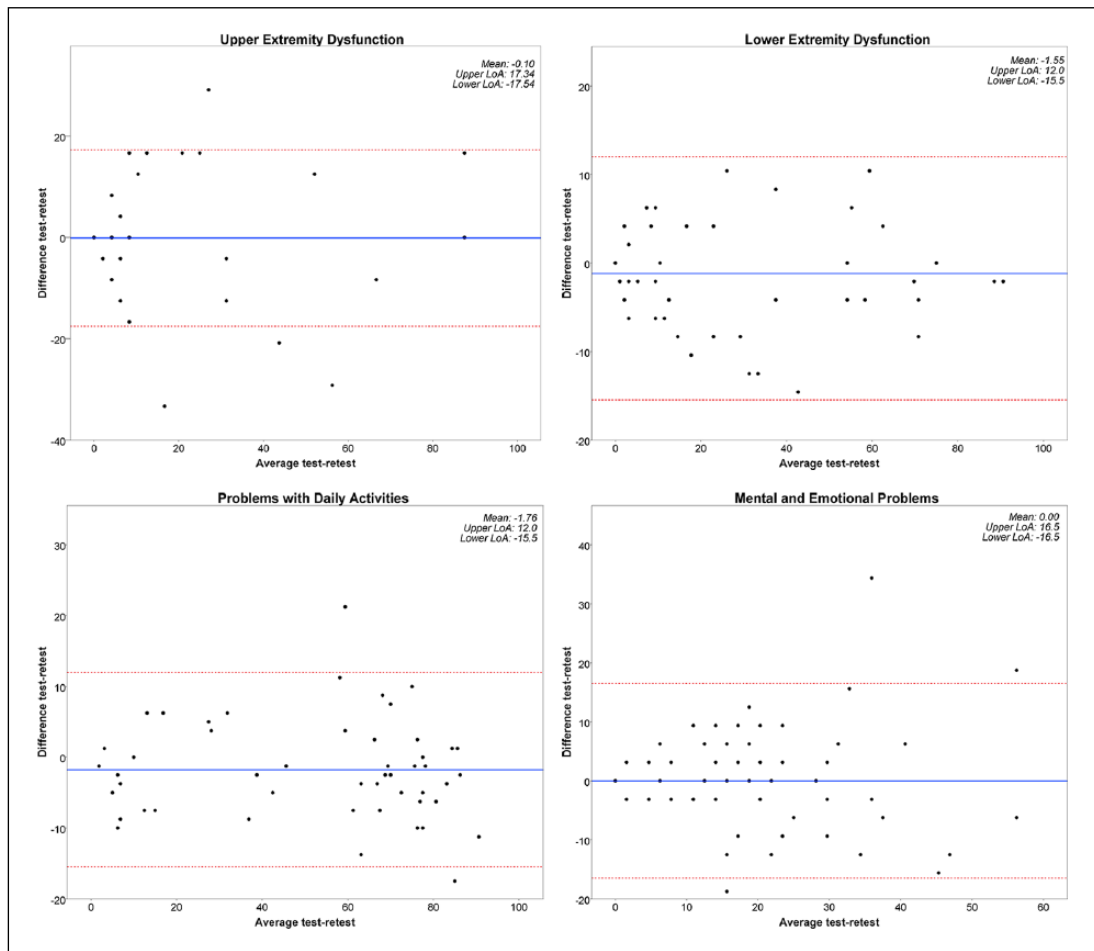 Upper Extremity Dysfunction
Mean: -0.10
Upper LoA: 17.34
Lower LoA: -17.54
Difference test-retest
20
0
-20
-40
0
20
40
60
80
100
Average test-retest
Lower Extremity Dysfunction
Mean: -1.55
Upper LoA: 12.0
Lower LoA: -15.5
Difference test-retest
20
10
0
-10
-20
0
20
40
60
80
100
Average test-retest
Problems with Daily Activities
Mean: -1.76
Upper LoA: 12.0
Lower LoA: -15.5
Difference test-retest
30
20
10
0
-10
-20
0
20
40
60
80
100
Average test-retest
Mental and Emotional Problems
Mean: 0.00
Upper LoA: 16.5
Lower LoA: -16.5
Difference test-retest
40
30
20
10
0
-10
-20
0
10
20
30
40
50
60
Average test-retest